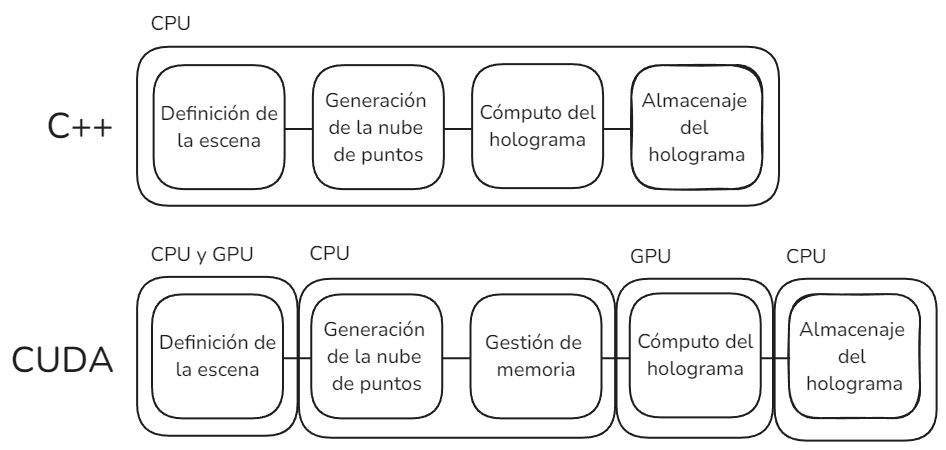 CPU
C++
Definición de
la escena
Generación
de la nube
de puntos
Cómputo del
holograma
Almacenaje
del
holograma
CPU y GPU
CPU
GPU
CPU
CUDA
Definición de
la escena
Generación
de la nube
de puntos
Gestión de
memoria
Cómputo del
holograma
Almacenaje
del
holograma